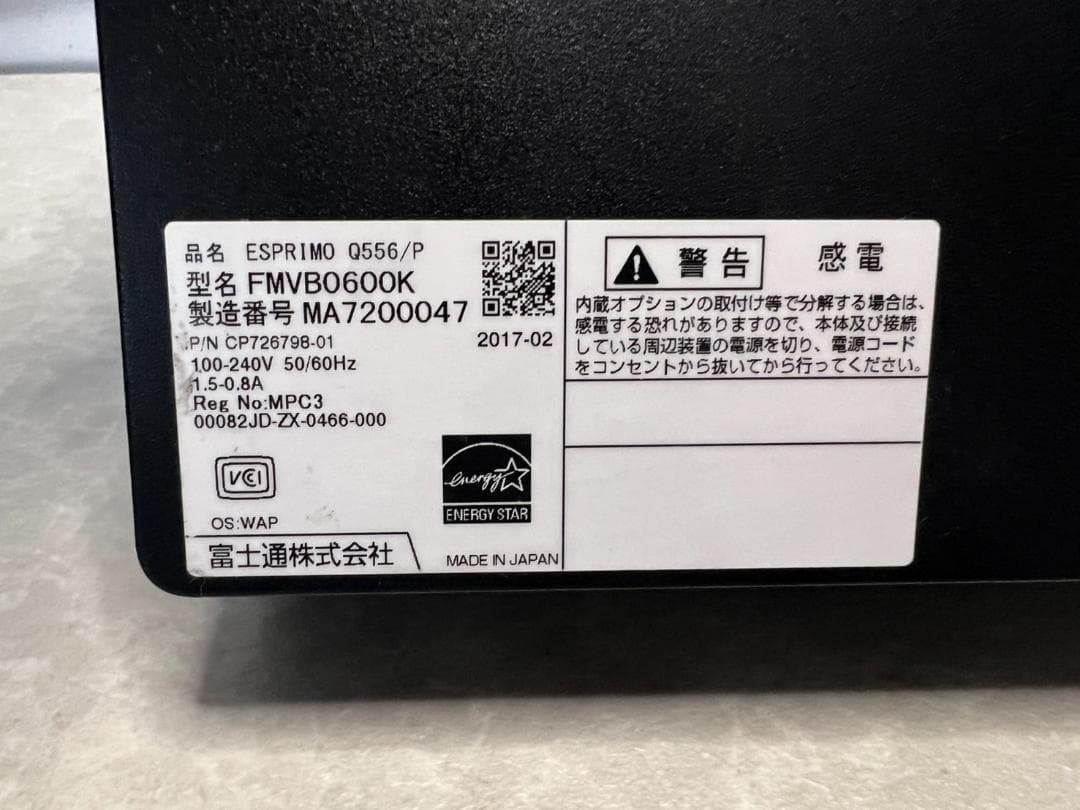 品名 ESPRIMO Q556/P
型名 FMVB0600K
製造番号 MA7200047
P/N CP726798-01
2017-02
100-240V 50/60Hz
1.5-0.8A
Reg No:MPC3
00082JD-ZX-0466-000
VCI
energy
ENERGY STAR
OS:WAP
富士通株式会社
MADE IN JAPAN
警告 感電
内蔵オプションの取付け等で分解する場合は、
感電する恐れがありますので、本体及び接続
している周辺装置の電源を切り、電源コード
をコンセントから抜いてから行ってください。